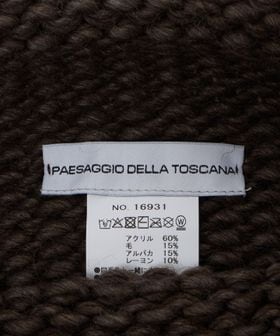 PAESAGGIO DELLA TOSCANA
NO. 16931
アクリル 60%
毛 15%
アルパカ 15%
レーヨン 10%